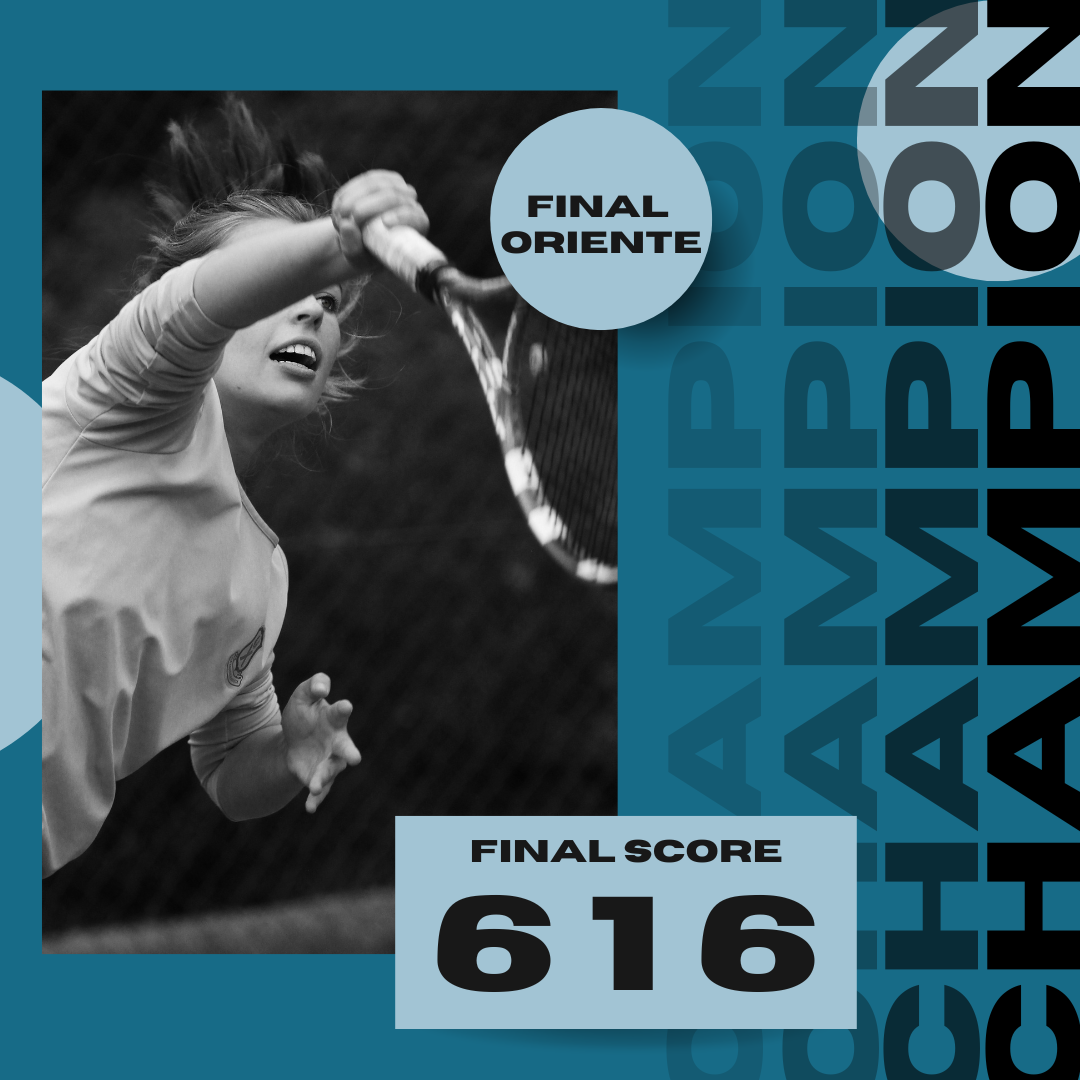 FINAL
ORIENTE
FINAL SCORE
616
CHAMPION
CHAMPION
CHAMPION
CHAMPION